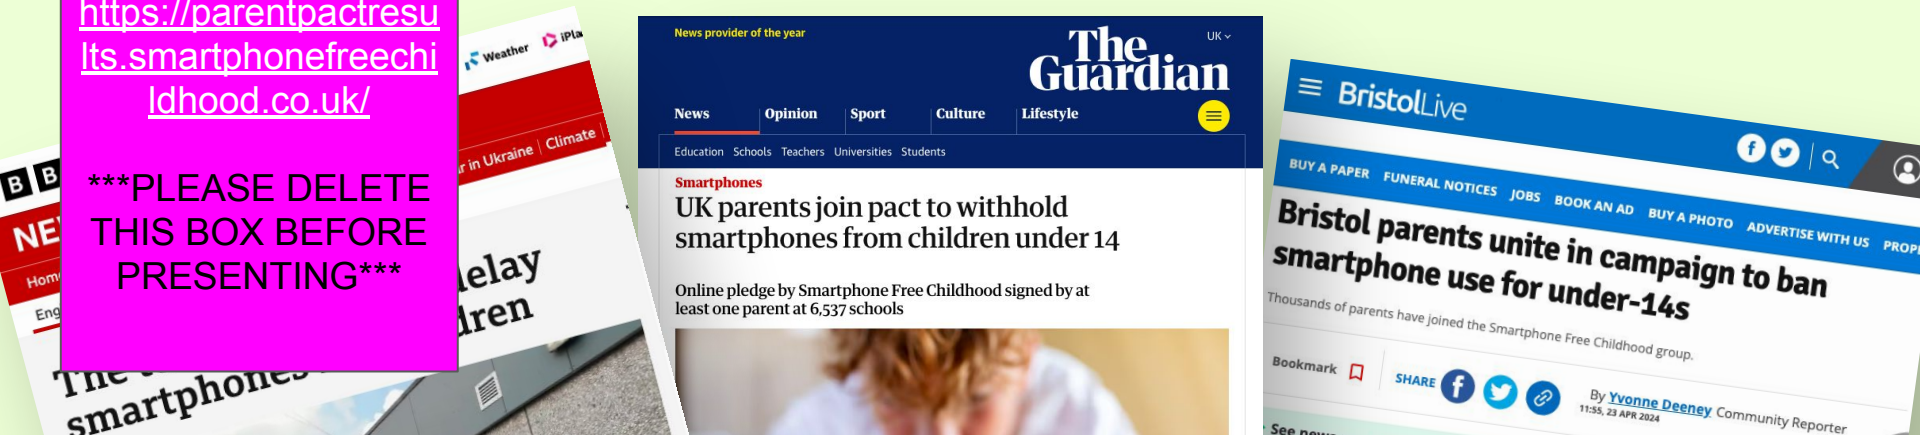 https://parentpactresu
lts.smartphonefreechi
ldhood.co.uk/
***PLEASE DELETE
THIS BOX BEFORE
PRESENTING***
Weather
B B
NE
r in Ukraine Climate
Hom
Eng
elay
dren
smartphones
News provider of the year
UK
The
Guardian
News Opinion Sport Culture Lifestyle
Education Schools Teachers Universities Students
Smartphones
UK parents join pact to withhold
smartphones from children under 14
Online pledge by Smartphone Free Childhood signed by at
least one parent at 6,537 schools
BristolLive
BUY A PAPER FUNERAL NOTICES JOBS BOOK AN AD BUY A PHOTO ADVERTISE WITH US PROP
Bristol parents unite in campaign to ban
smartphone use for under-14s
Thousands of parents have joined the Smartphone Free Childhood group.
Bookmark
SHARE
By Yvonne Deeney Community Reporter
11:55, 23 APR 2024
See